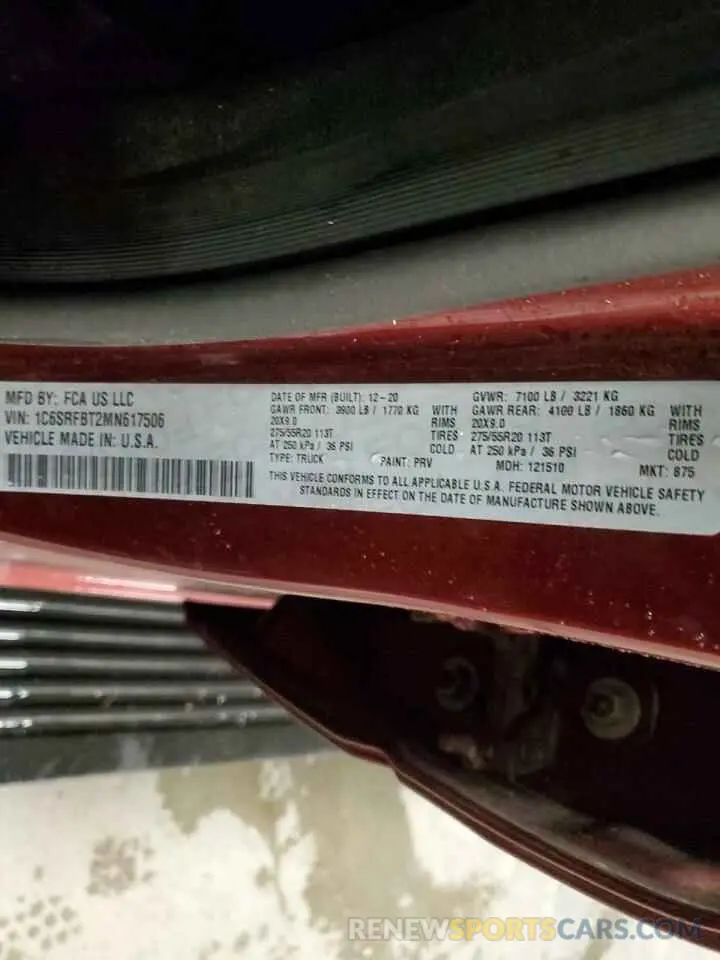 MFD BY: FCA US LLC
VIN: 1C6SRFBT2MN617506
VEHICLE MADE IN: U.S.A.
DATE OF MFR (BUILT): 12-20
GAWR FRONT: 3900 LB / 1770 KG WITH
20X9.0 RIMS
275/55R20 113T TIRES
AT 250 kPa / 36 PSI COLD
TYPE: TRUCK PAINT: PRV
GVWR: 7100 LB / 3221 KG
GAWR REAR: 4100 LB / 1860 KG WITH
20X9.0 RIMS
275/55R20 113T TIRES
AT 250 kPa / 36 PSI COLD
MDH: 121510 MKT: 875
THIS VEHICLE CONFORMS TO ALL APPLICABLE U.S.A. FEDERAL MOTOR VEHICLE SAFETY
STANDARDS IN EFFECT ON THE DATE OF MANUFACTURE SHOWN ABOVE.
RENEWSPORTSCARS.COM